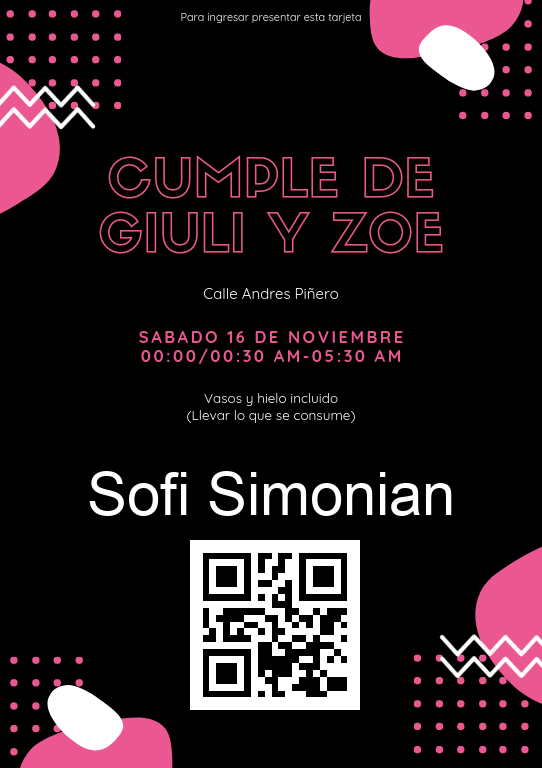 Para ingresar presentar esta tarjeta
CUMPLE DE
GIULI Y ZOE
Calle Andres Piñero
SABADO 16 DE NOVIEMBRE
00:00/00:30 AM-05:30 AM
Vasos y hielo incluido
(Llevar lo que se consume)
Sofi Simonian